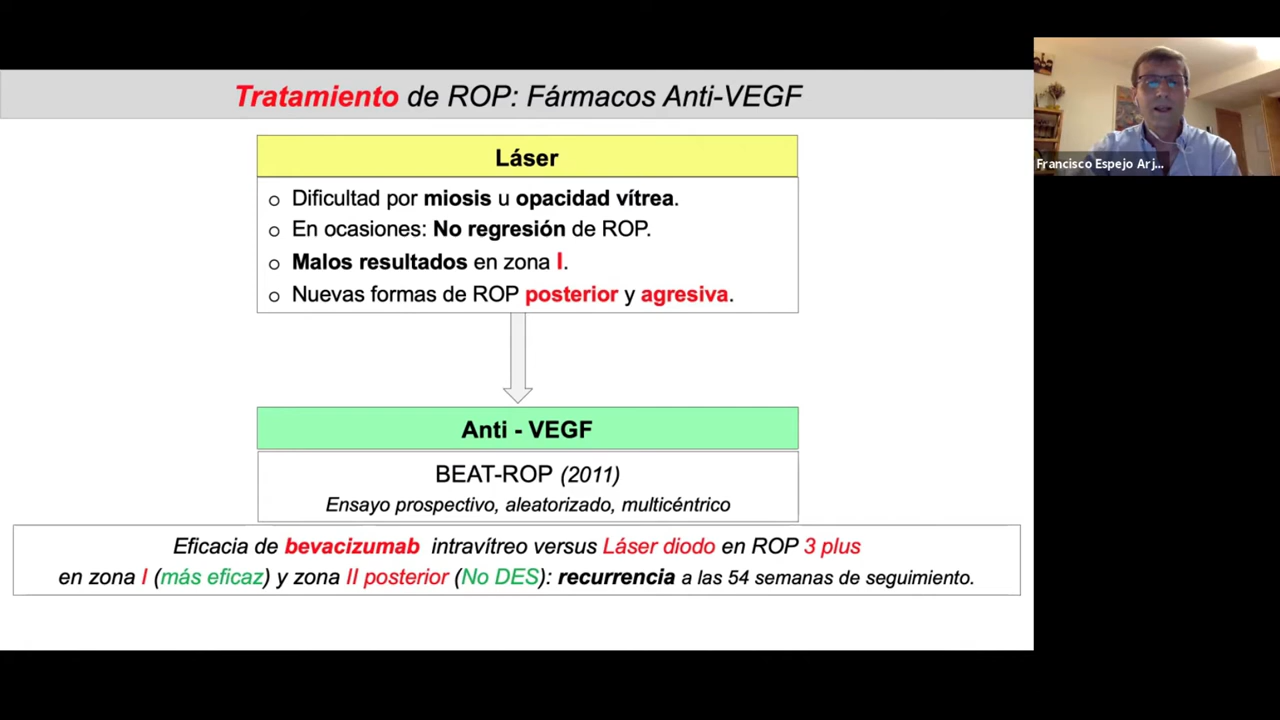 Tratamiento de ROP: Fármacos Anti-VEGF
Láser
o Dificultad por miosis u opacidad vítrea.
o En ocasiones: No regresión de ROP.
o Malos resultados en zona I.
o Nuevas formas de ROP posterior y agresiva.
Anti - VEGF
BEAT-ROP (2011)
Ensayo prospectivo, aleatorizado, multicéntrico
Eficacia de bevacizumab intravítreo versus Láser diodo en ROP 3 plus
en zona I (más eficaz) y zona II posterior (No DES): recurrencia a las 54 semanas de seguimiento.
Francisco Espejo Arj...